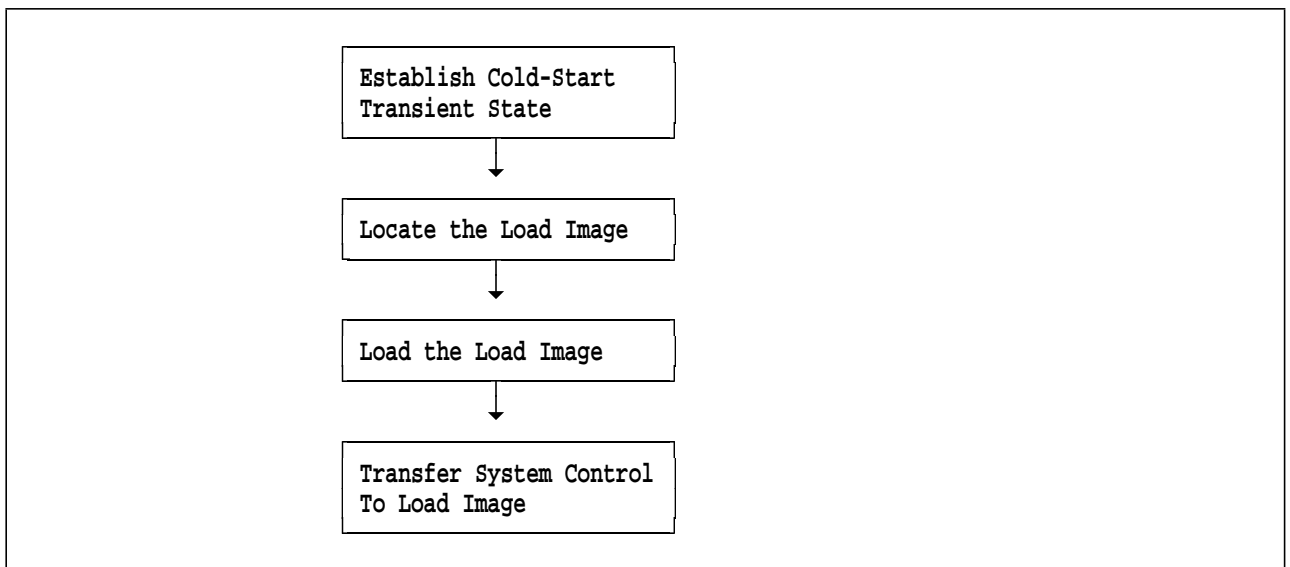 Establish Cold-Start
Transient State
Locate the Load Image
Load the Load Image
Transfer System Control
To Load Image